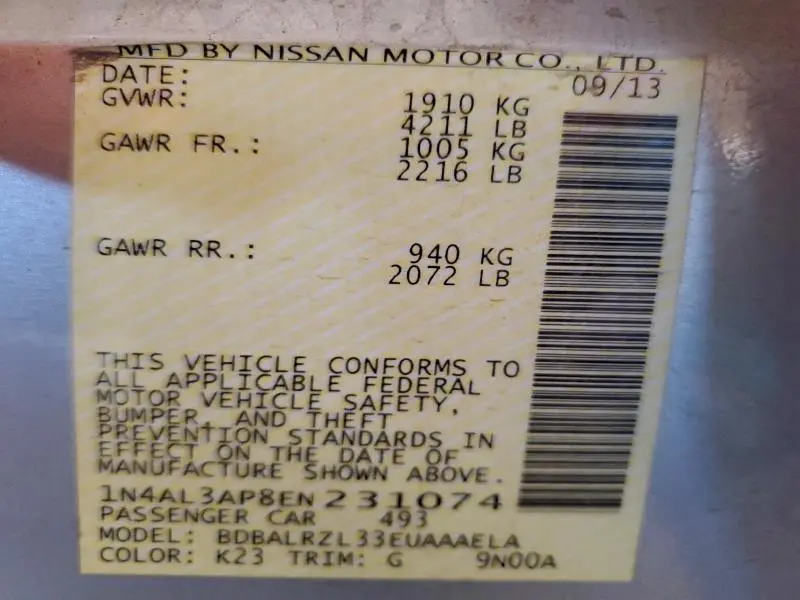 MFD BY NISSAN MOTOR CO., LTD.
DATE: 09/13
GVWR: 1910 KG
4211 LB
GAWR FR.: 1005 KG
2216 LB
GAWR RR.: 940 KG
2072 LB
THIS VEHICLE CONFORMS TO
ALL APPLICABLE FEDERAL
MOTOR VEHICLE SAFETY,
BUMPER, AND THEFT
PREVENTION STANDARDS IN
EFFECT ON THE DATE OF
MANUFACTURE SHOWN ABOVE.
1N4AL3AP8EN231074
PASSENGER CAR 493
MODEL: BDBALRZL33EUAAAELA
COLOR: K23 TRIM: G 9N00A